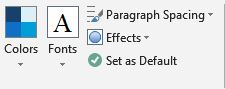 A
Colors
Fonts
Paragraph Spacing
Effects
Set as Default